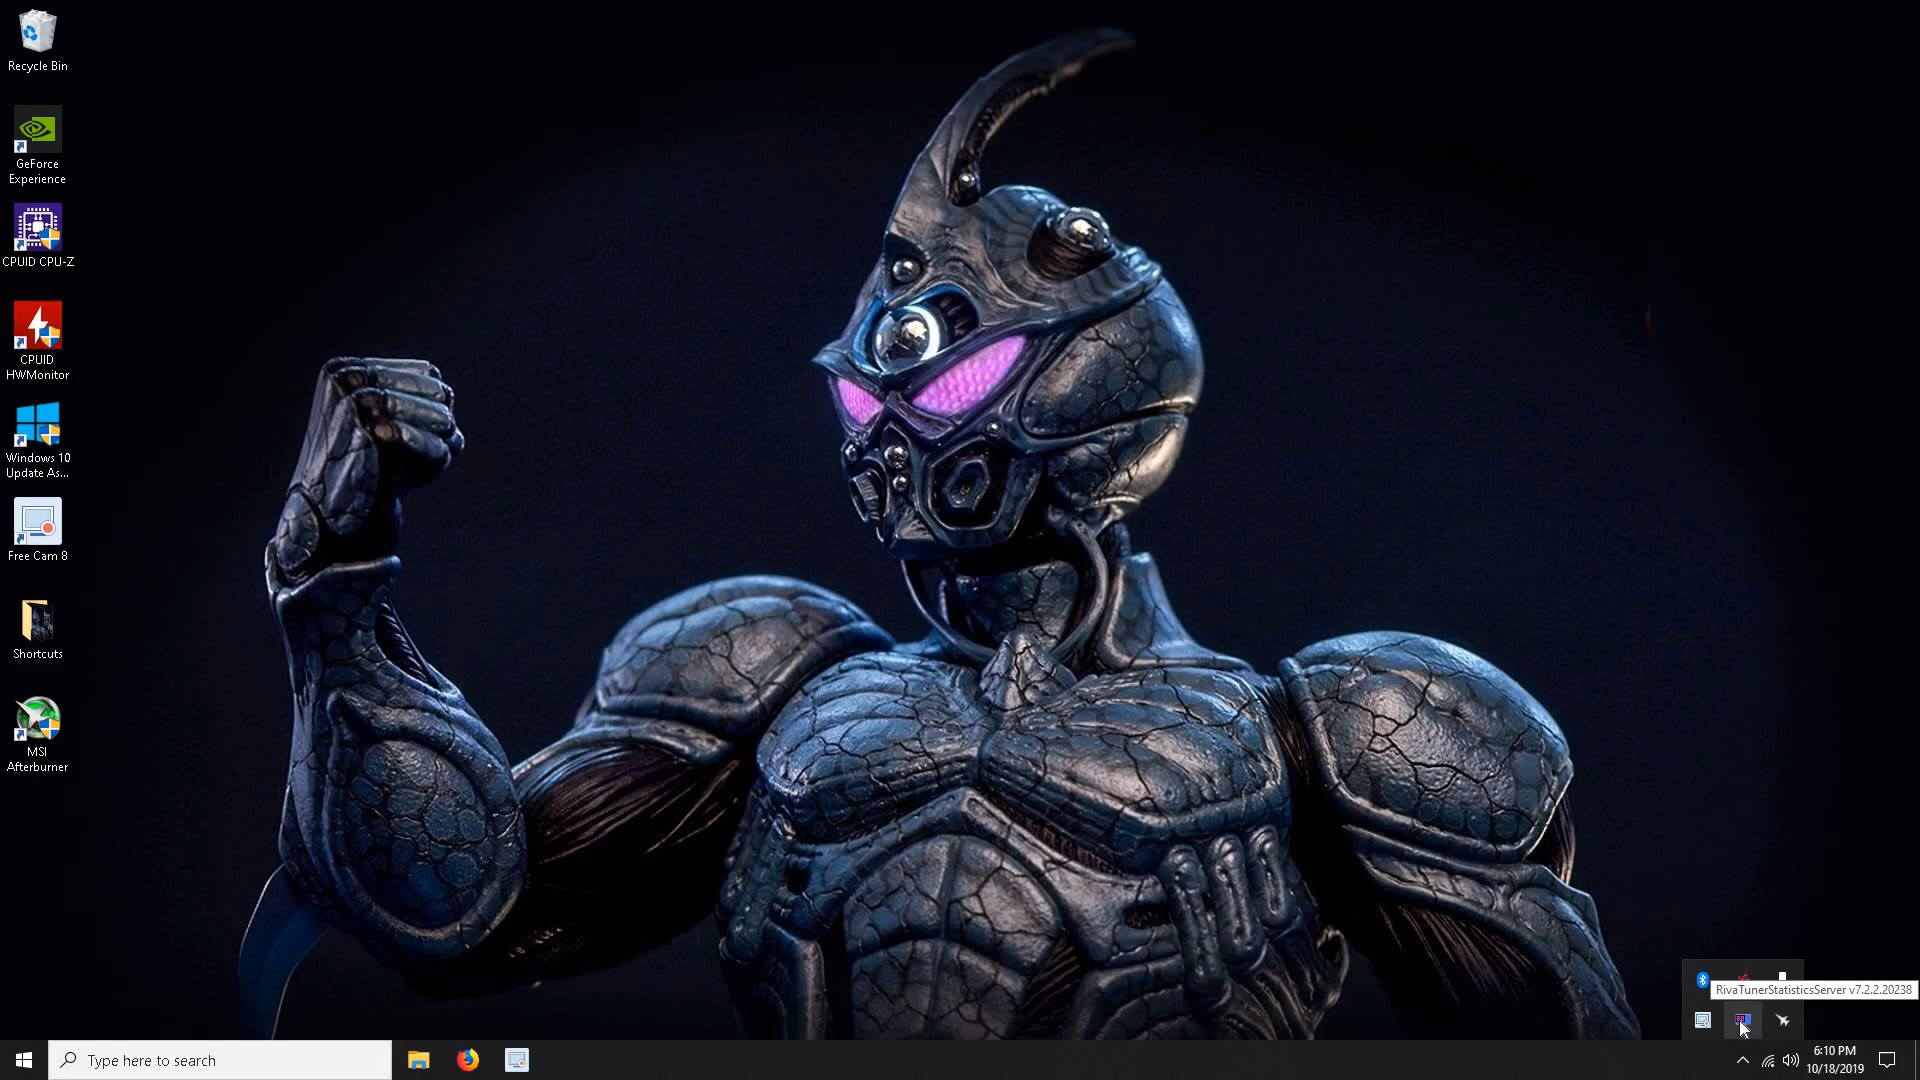 Recycle Bin
GeForce
Experience
CPUID CPU-Z
CPUID
HWMonitor
Windows 10
Update As...
Free Cam 8
Shortcuts
MSI
Afterburner
RivaTunerStatisticsServer v7.2.2.20238
Type here to search
6:10 PM
10/18/2019